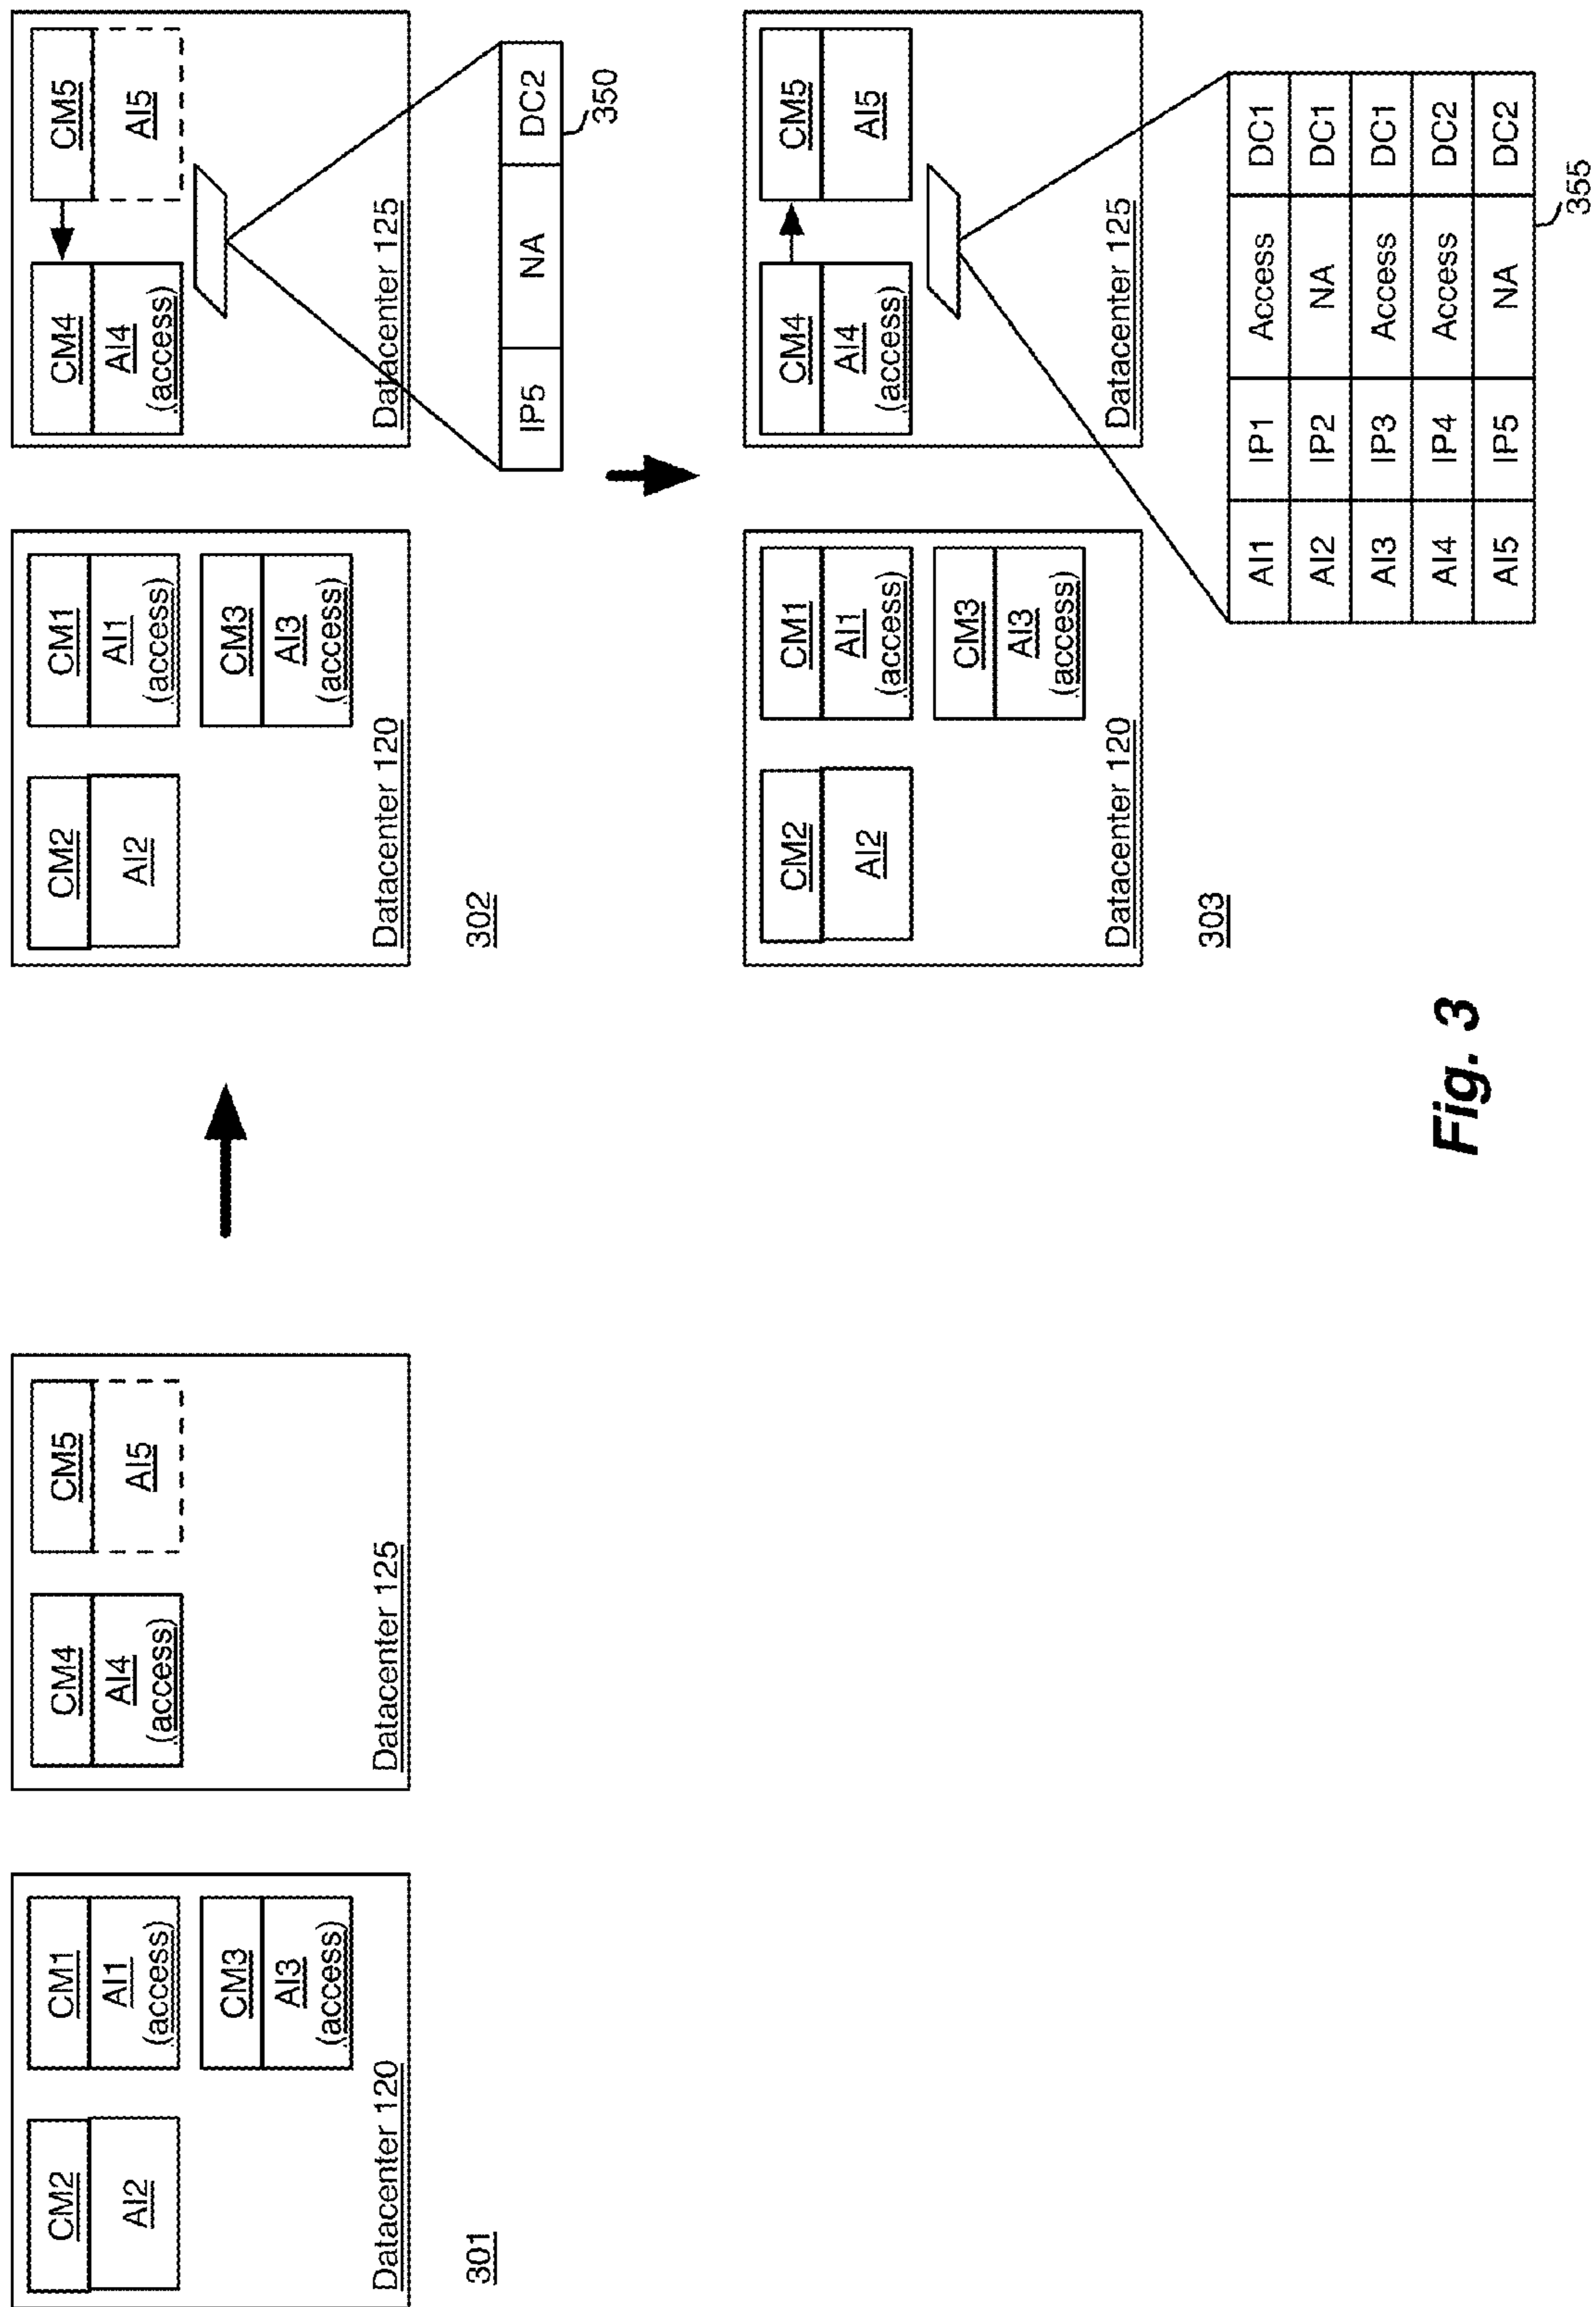 CM2
AI2
CM1
AI1
(access)
CM3
AI3
(access)
Datacenter 120
CM4
AI4
(access)
CM5
AI5
Datacenter 125
301
CM2
AI2
CM1
AI1
(access)
CM3
AI3
(access)
Datacenter 120
CM4
AI4
(access)
CM5
AI5
Datacenter 125
IP5 NA DC2
350
302
CM2
AI2
CM1
AI1
(access)
CM3
AI3
(access)
Datacenter 120
CM4
AI4
(access)
CM5
AI5
Datacenter 125
303
AI1 IP1 Access DC1
AI2 IP2 NA DC1
AI3 IP3 Access DC1
AI4 IP4 Access DC2
AI5 IP5 NA DC2
355
Fig. 3